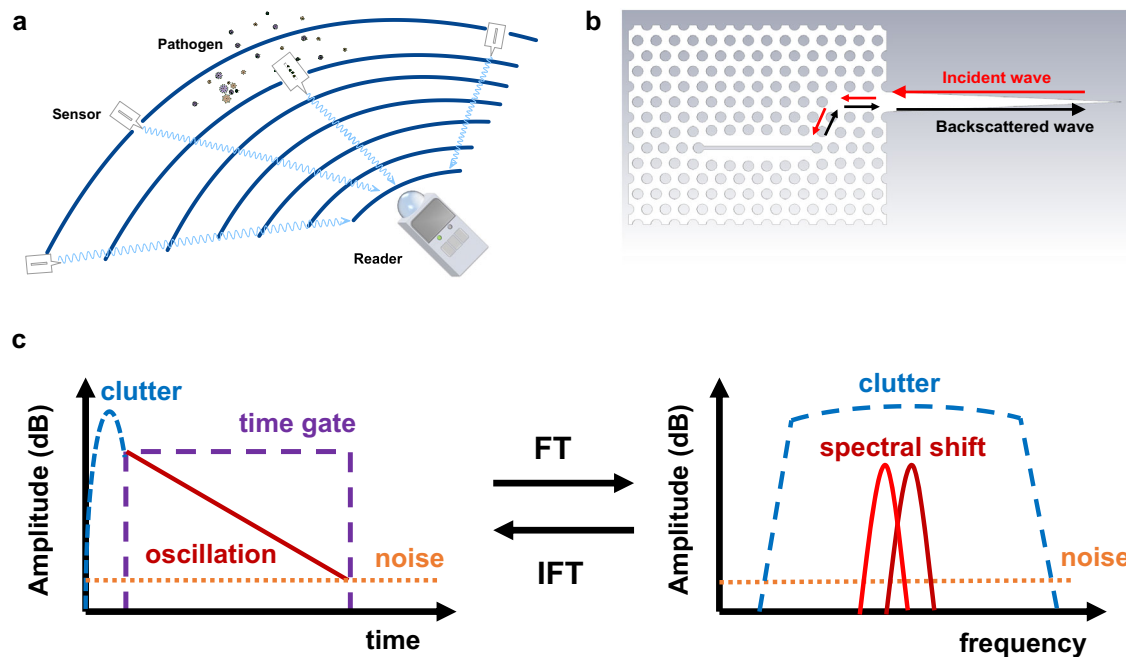 a
Pathogen
Sensor
Reader
b
Incident wave
Backscattered wave
c
clutter
time gate
Amplitude (dB)
oscillation
noise
time
FT
IFT
clutter
spectral shift
Amplitude (dB)
noise
frequency